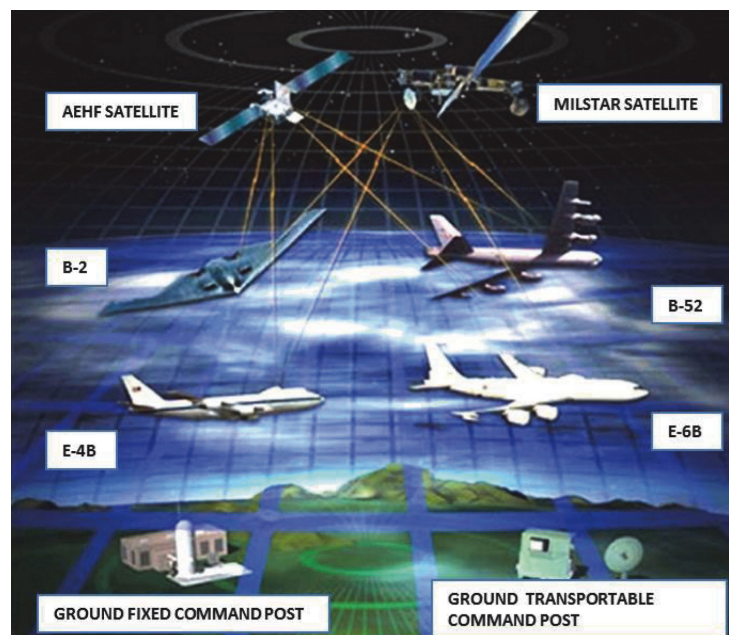 AEHF SATELLITE
MILSTAR SATELLITE
B-2
B-52
E-4B
E-6B
GROUND FIXED COMMAND POST
GROUND TRANSPORTABLE
COMMAND POST